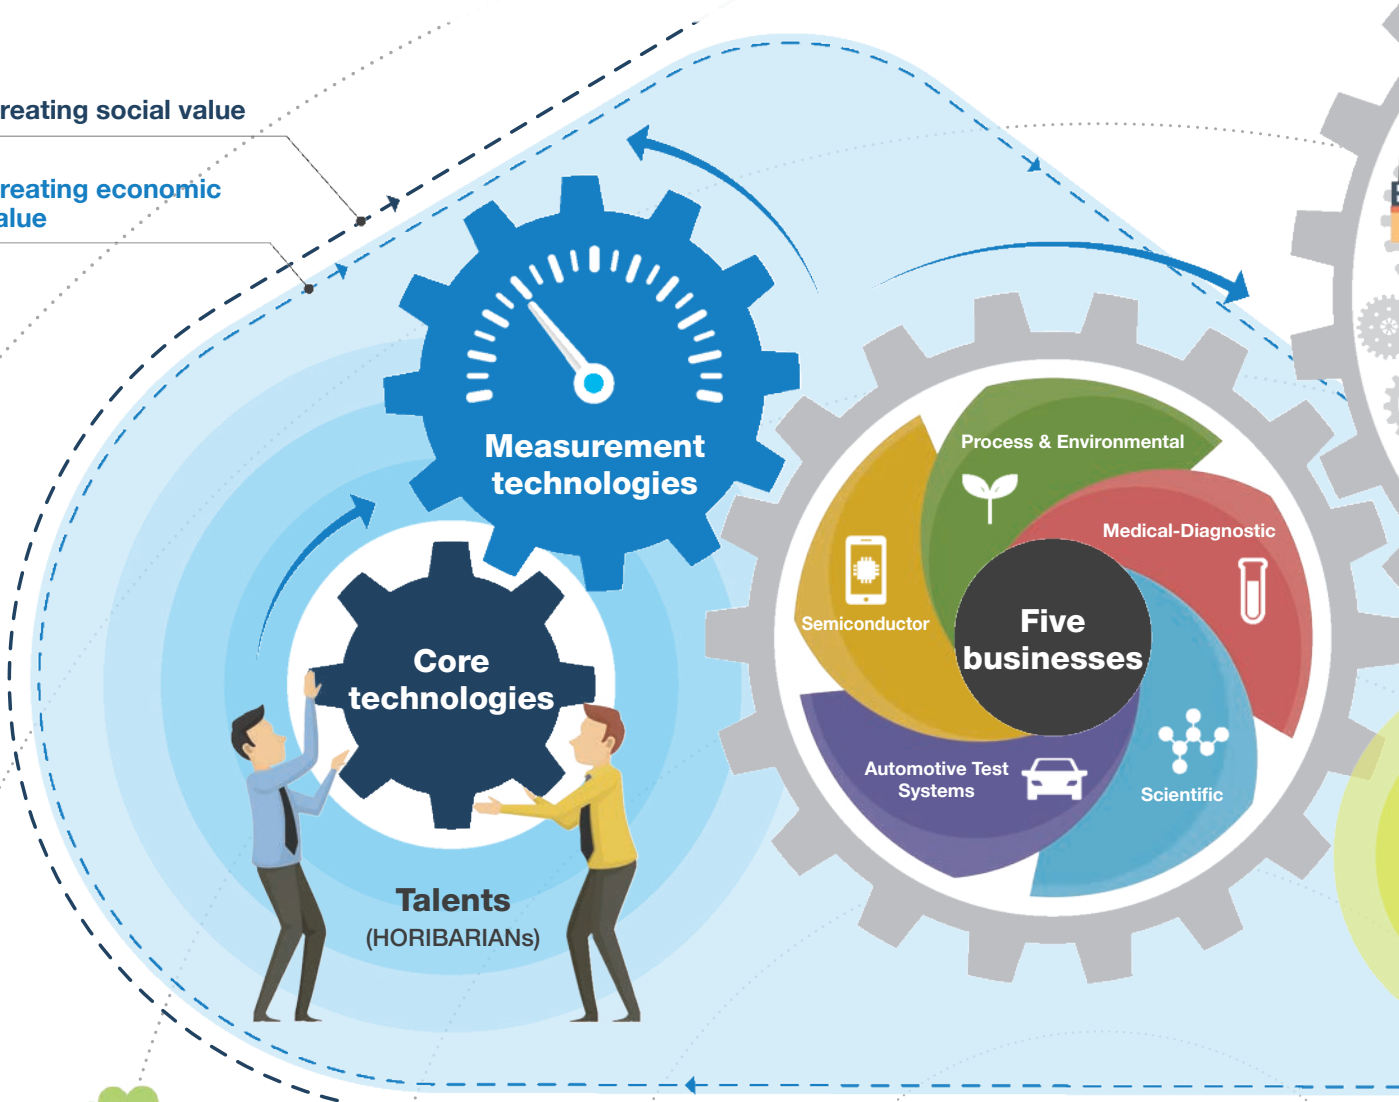 reating social value
reating economic
alue
Measurement
technologies
Process & Environmental
Medical-Diagnostic
Semiconductor
Five
businesses
Core
technologies
Automotive Test
Systems
Scientific
Talents
(HORIBARIANs)